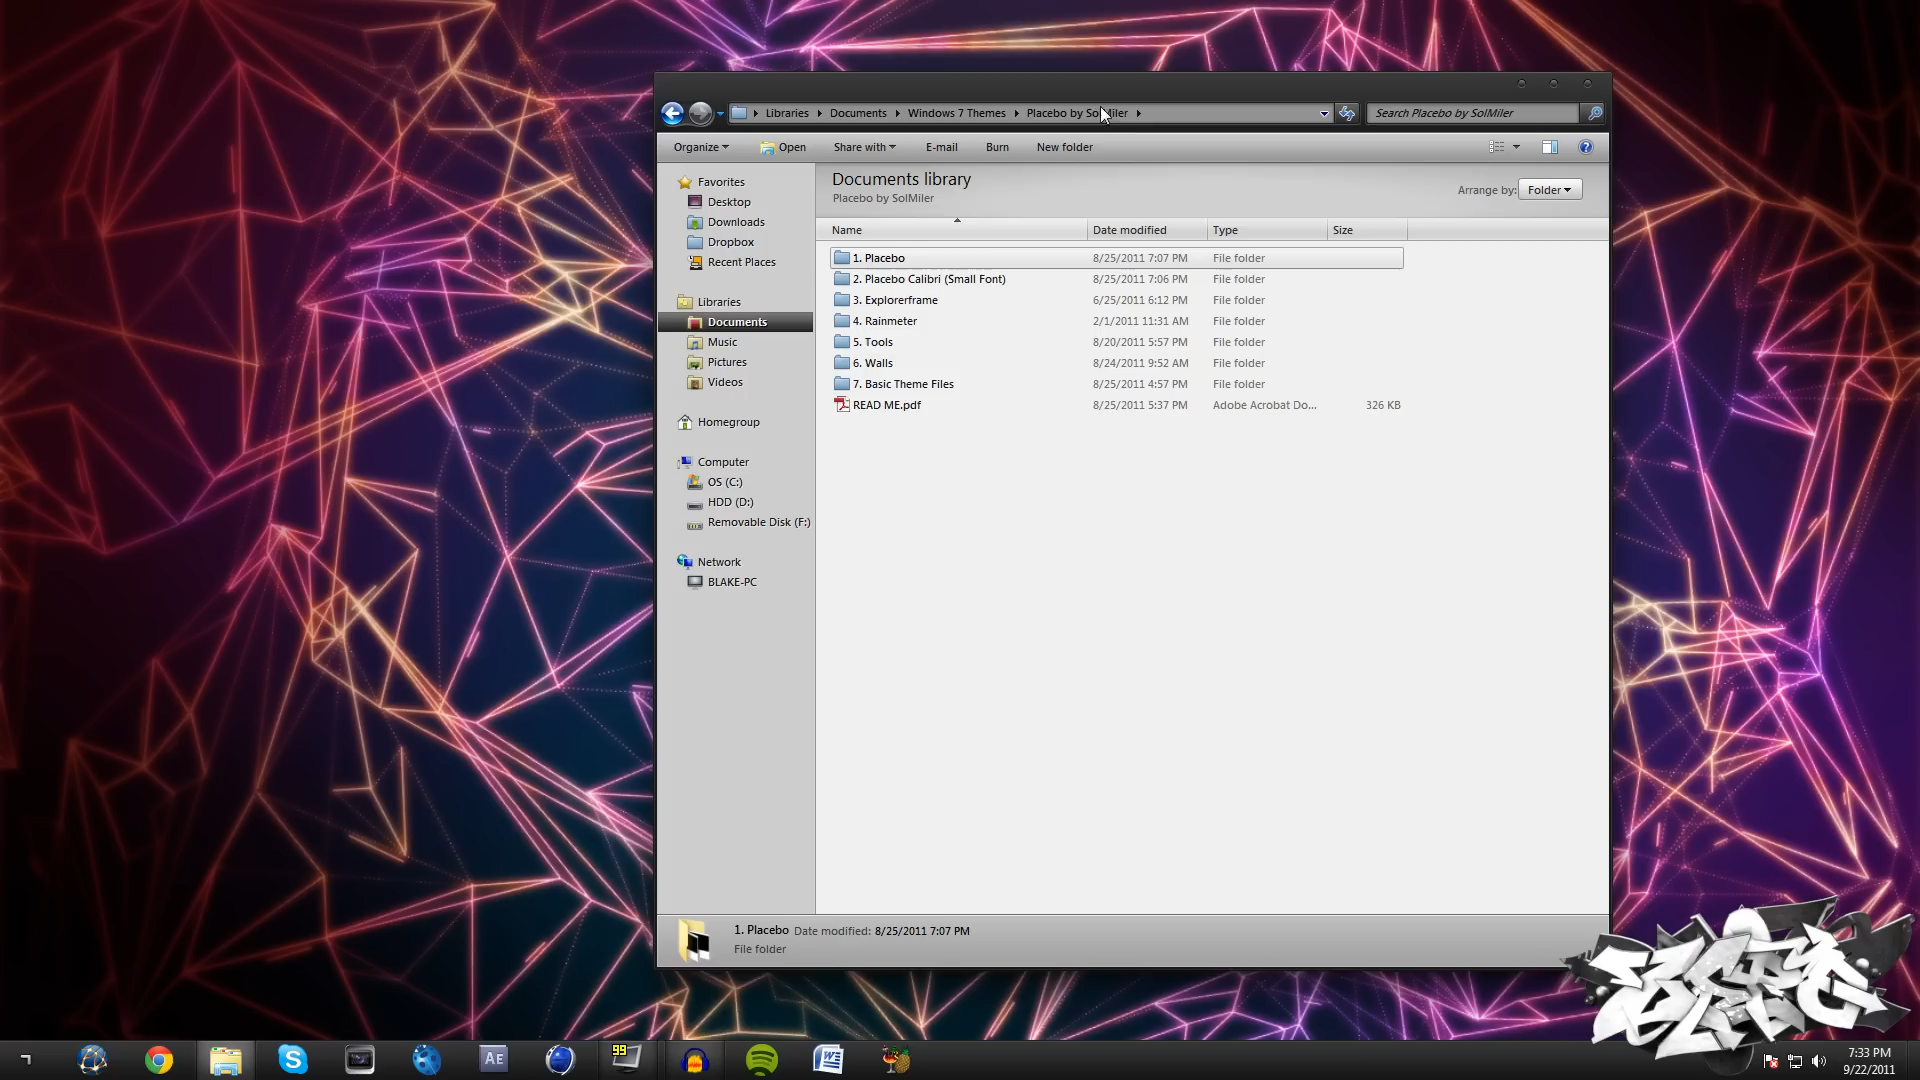 Libraries Documents Windows 7 Themes Placebo by SolMiler
Search Placebo by SolMiler
Organize Open Share with E-mail Burn New folder
Documents library
Placebo by SolMiler
Arrange by: Folder
Name Date modified Type Size
1. Placebo 8/25/2011 7:07 PM File folder
2. Placebo Calibri (Small Font) 8/25/2011 7:06 PM File folder
3. Explorerframe 6/25/2011 6:12 PM File folder
4. Rainmeter 2/1/2011 11:31 AM File folder
5. Tools 8/20/2011 5:57 PM File folder
6. Walls 8/24/2011 9:52 AM File folder
7. Basic Theme Files 8/25/2011 4:57 PM File folder
READ ME.pdf 8/25/2011 5:37 PM Adobe Acrobat Do... 326 KB
Favorites
Desktop
Downloads
Dropbox
Recent Places
Libraries
Documents
Music
Pictures
Videos
Homegroup
Computer
OS (C:)
HDD (D:)
Removable Disk (F:)
Network
BLAKE-PC
1. Placebo Date modified: 8/25/2011 7:07 PM
File folder
AE
99
7:33 PM
9/22/2011